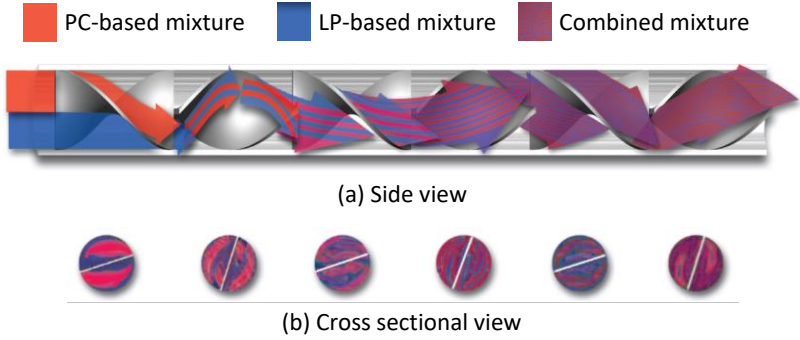 PC-based mixture LP-based mixture Combined mixture
(a) Side view
(b) Cross sectional view